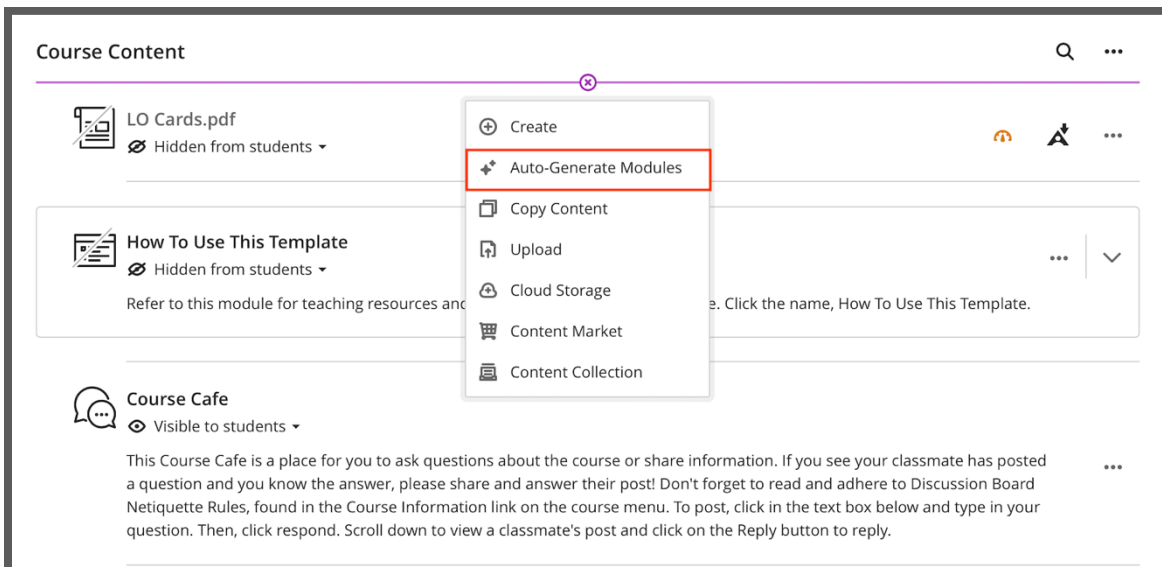 Course Content
LO Cards.pdf
Hidden from students
Create
Auto-Generate Modules
Copy Content
Upload
Cloud Storage
Content Market
Content Collection
How To Use This Template
Hidden from students
Refer to this module for teaching resources and e. Click the name, How To Use This Template.
Course Cafe
Visible to students
This Course Cafe is a place for you to ask questions about the course or share information. If you see your classmate has posted
a question and you know the answer, please share and answer their post! Don't forget to read and adhere to Discussion Board
Netiquette Rules, found in the Course Information link on the course menu. To post, click in the text box below and type in your
question. Then, click respond. Scroll down to view a classmate's post and click on the Reply button to reply.